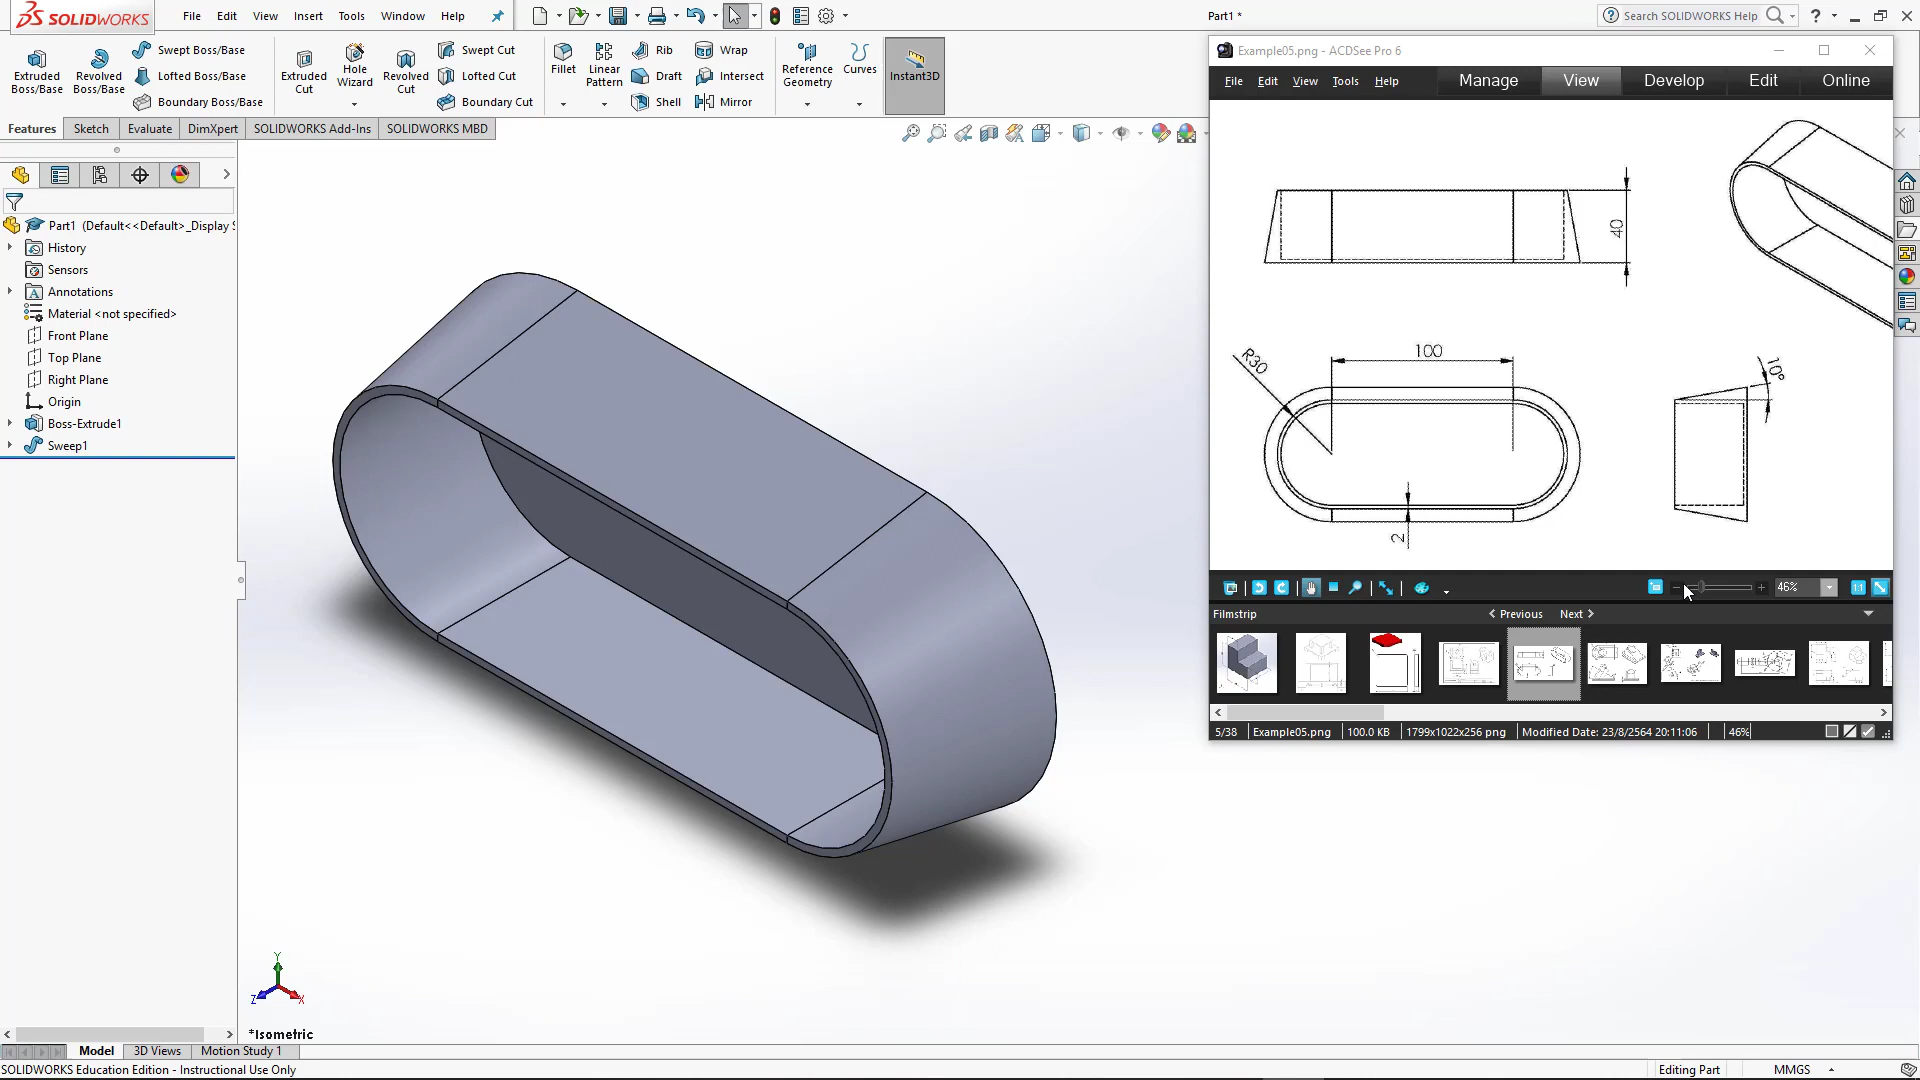 SOLIDWORKS
File Edit View Insert Tools Window Help
Part1 *
Search SOLIDWORKS Help
Extruded Boss/Base
Revolved Boss/Base
Swept Boss/Base
Lofted Boss/Base
Boundary Boss/Base
Extruded Cut
Hole Wizard
Revolved Cut
Swept Cut
Lofted Cut
Boundary Cut
Fillet
Linear Pattern
Rib
Draft
Shell
Wrap
Intersect
Mirror
Reference Geometry
Curves
Instant3D
Features Sketch Evaluate DimXpert SOLIDWORKS Add-Ins SOLIDWORKS MBD
Part1 (Default<<Default>_Display S
History
Sensors
Annotations
Material <not specified>
Front Plane
Top Plane
Right Plane
Origin
Boss-Extrude1
Sweep1
Y
Z
X
*Isometric
Example05.png - ACDSee Pro 6
File Edit View Tools Help
Manage View Develop Edit Online
40
100
R30
10°
2
1:1
46%
Filmstrip
Previous Next
5/38 Example05.png 100.0 KB 1799x1022x256 png Modified Date: 23/8/2564 20:11:06 46%
Model 3D Views Motion Study 1
SOLIDWORKS Education Edition - Instructional Use Only
Editing Part MMGS